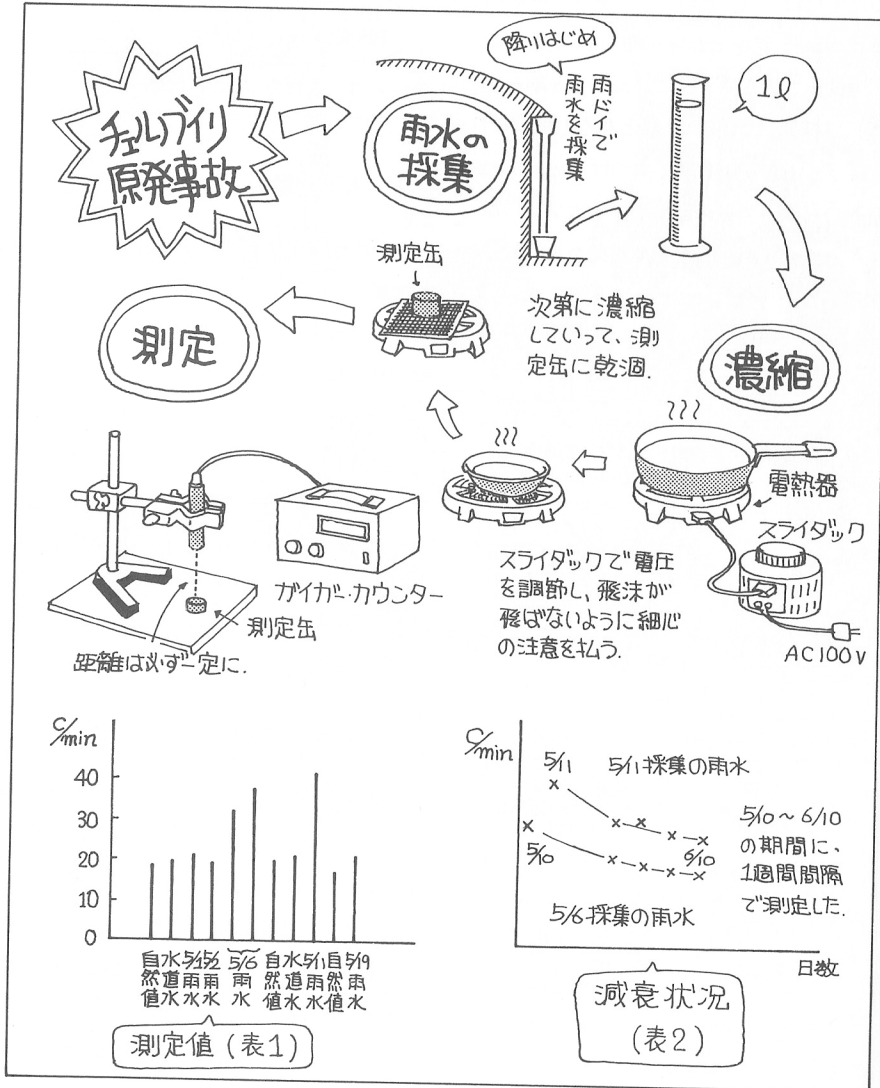 チェルノブイリ
原発事故
雨水の
採集
降りはじめ
雨ドイで
雨水を採集
1ℓ
濃縮
電熱器
スライダック
AC100V
スライダックで電圧
を調節し、飛沫が
飛ばないように細心
の注意を払う.
次第に濃縮
していって、測
定缶に乾涸.
測定缶
測定
ガイガー・カウンター
測定缶
距離は必ず一定に.
C/min
40
30
20
10
0
自然値
水道水
5/2雨水
5/6雨水
自然値
水道水
5/11雨水
自然値
5/19雨水
測定値(表1)
C/min
5/11
5/11採集の雨水
5/10
6/10
5/6採集の雨水
5/10~6/10
の期間に、
1週間間隔
で測定した.
日数
減衰状況
(表2)